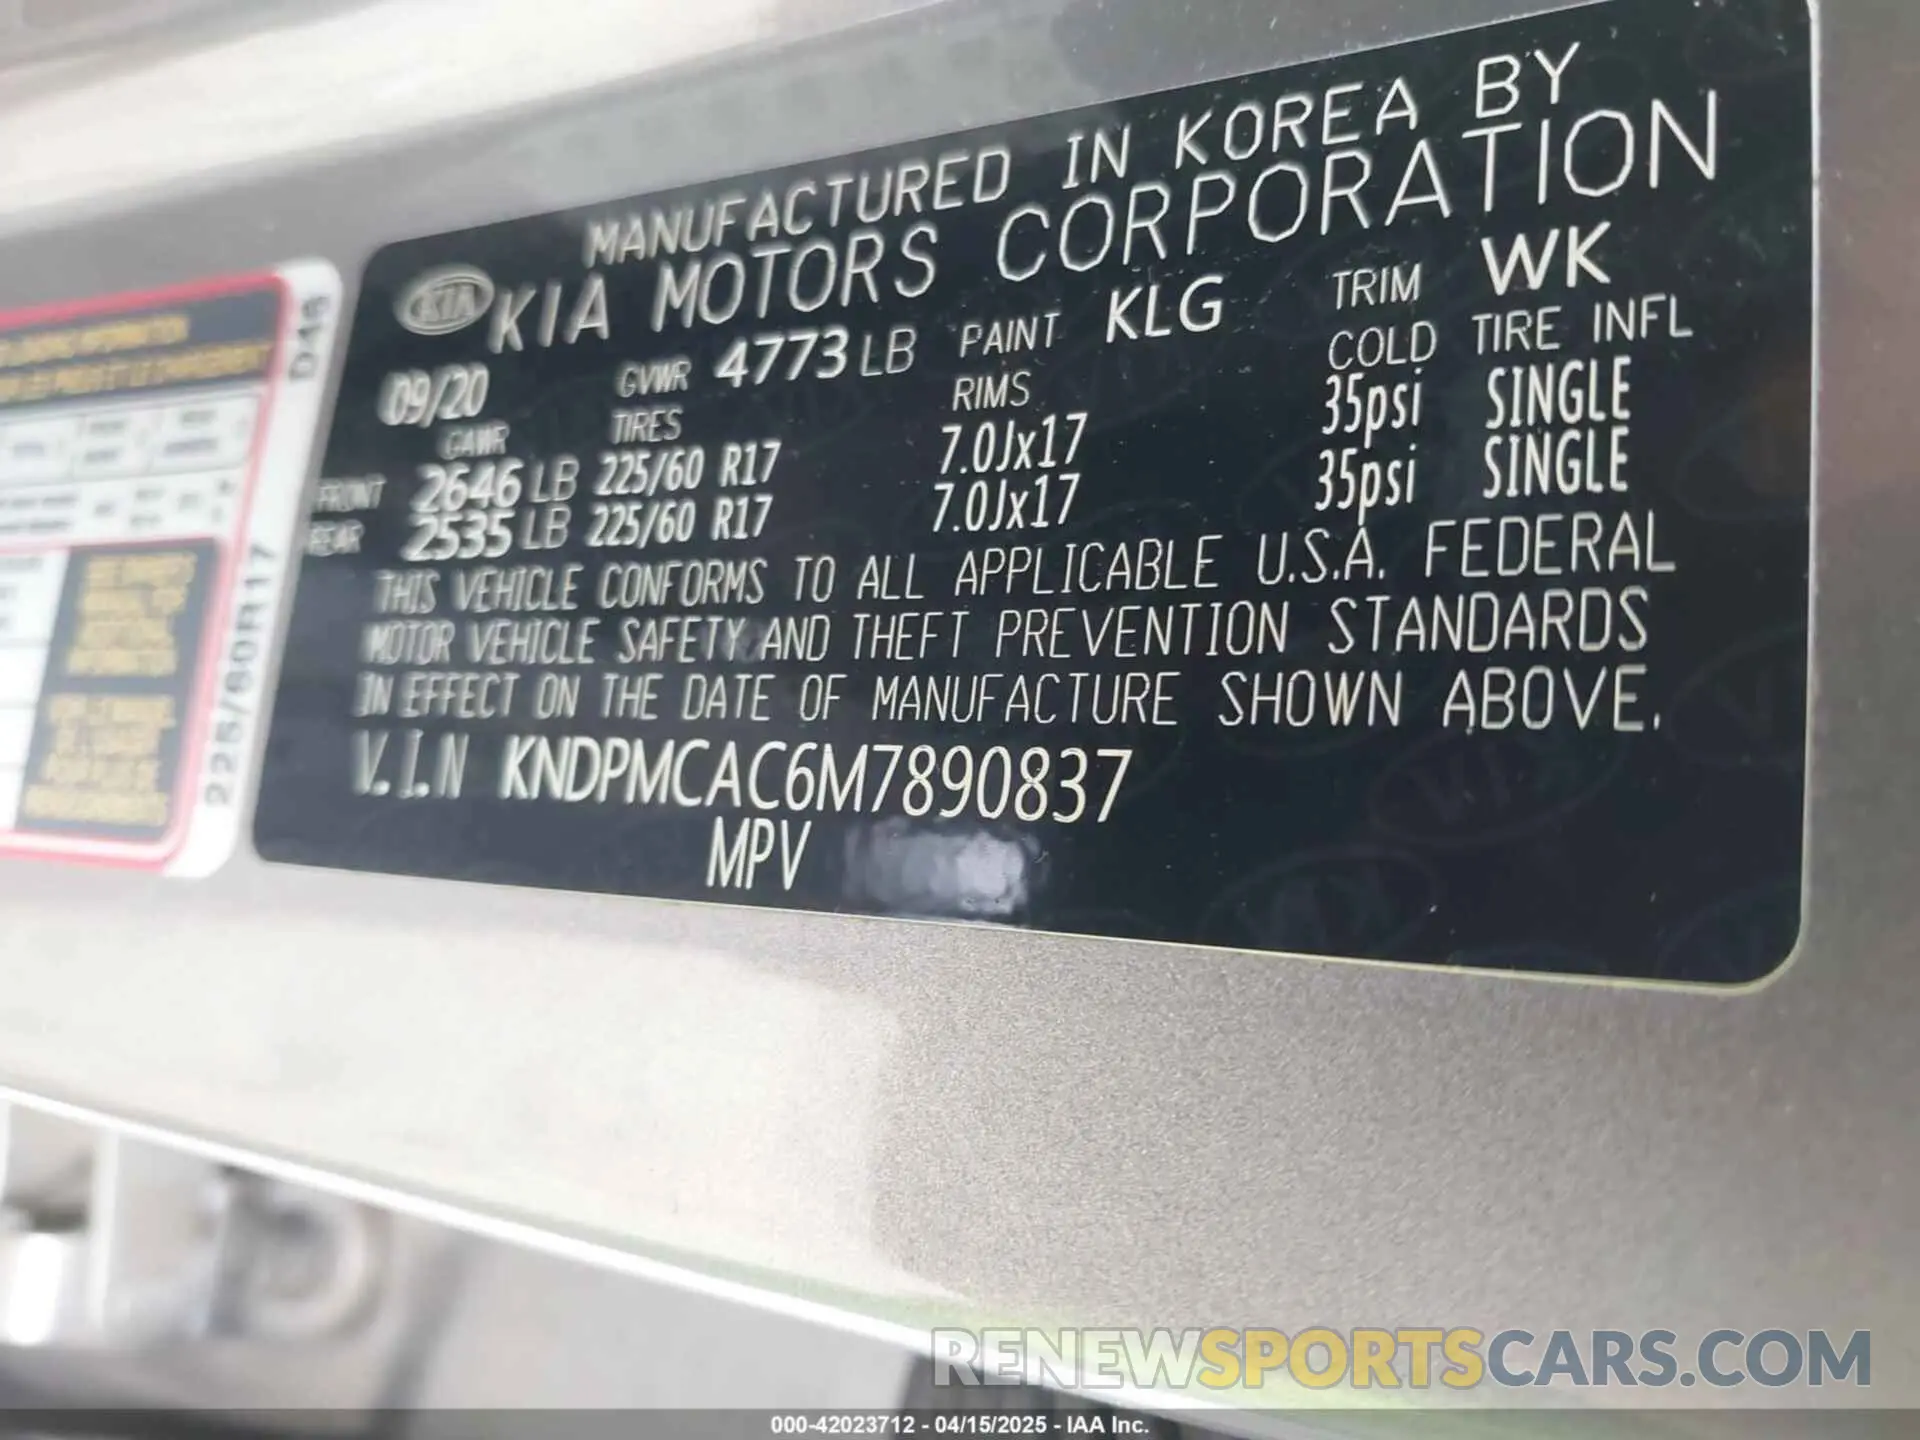 MANUFACTURED IN KOREA BY
KIA KIA MOTORS CORPORATION
09/20 GVWR 4773 LB PAINT KLG TRIM WK
GAWR TIRES RIMS COLD TIRE INFL
FRONT 2646 LB 225/60 R17 7.0Jx17 35psi SINGLE
REAR 2535 LB 225/60 R17 7.0Jx17 35psi SINGLE
THIS VEHICLE CONFORMS TO ALL APPLICABLE U.S.A. FEDERAL
MOTOR VEHICLE SAFETY AND THEFT PREVENTION STANDARDS
IN EFFECT ON THE DATE OF MANUFACTURE SHOWN ABOVE.
V.I.N KNDPMCAC6M7890837
MPV
225/60R17
RENEWSPORTSCARS.COM
000-42023712 - 04/15/2025 - IAA Inc.